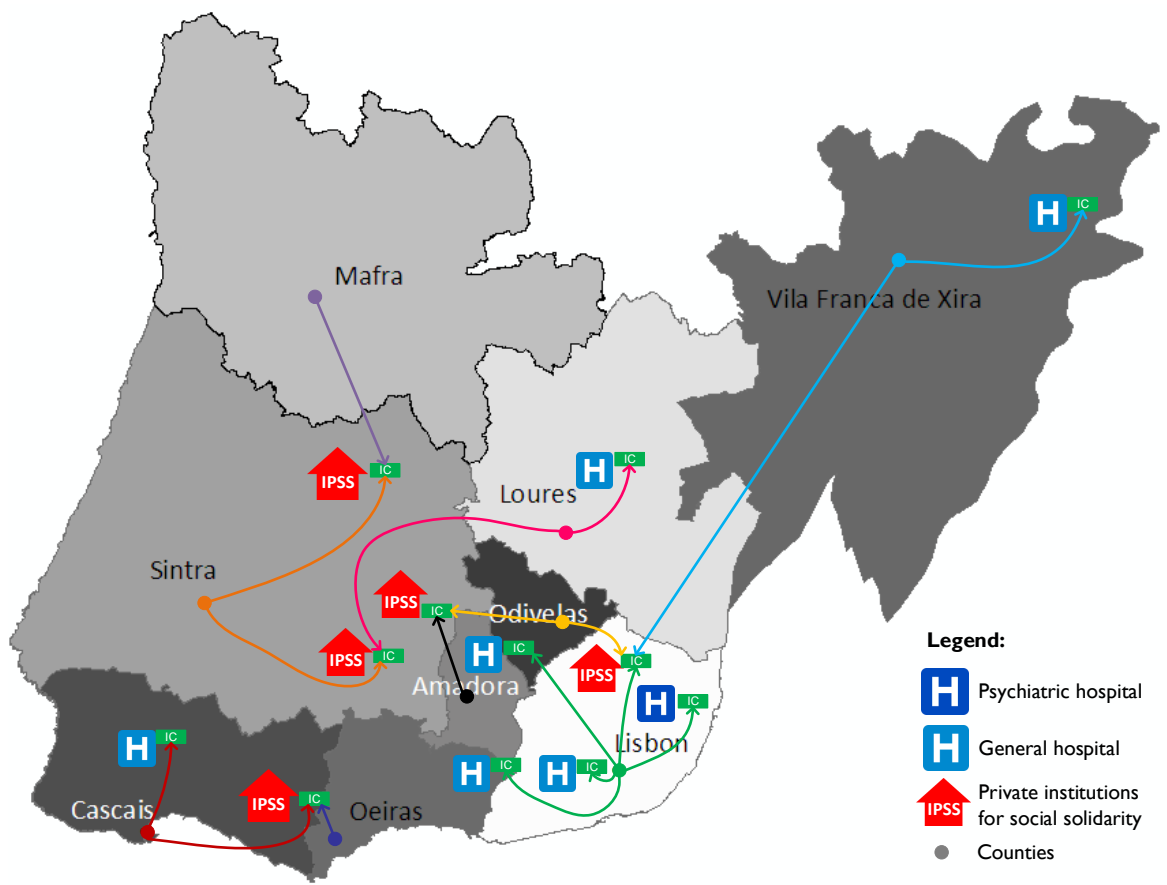 IC
H
Mafra
Vila Franca de Xira
IC
IPSS
IC
H
Loures
Sintra
IPSS
IC
Odivelas
IC
H
IPSS
IC
IPSS
IC
Amadora
H
IC
Lisbon
H
IC
H
IC
H
IC
IPSS
IC
Cascais
Oeiras
Legend:
H Psychiatric hospital
H General hospital
IPSS Private institutions
for social solidarity
Counties